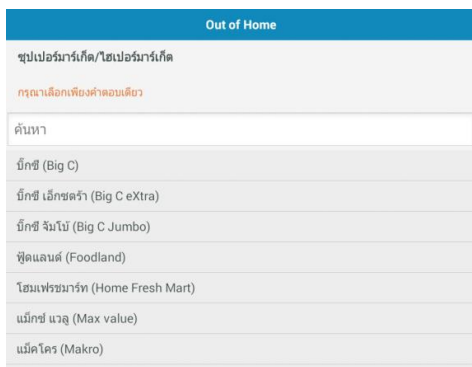 Out of Home
ซุปเปอร์มาร์เก็ต/ไฮเปอร์มาร์เก็ต
กรุณาเลือกเพียงคำตอบเดียว
ค้นหา
บิ๊กซี (Big C)
บิ๊กซี เอ็กซตร้า (Big C eXtra)
บิ๊กซี จัมโบ้ (Big C Jumbo)
ฟู้ดแลนด์ (Foodland)
โฮมเฟรชมาร์ท (Home Fresh Mart)
แม็กซ์ แวลู (Max value)
แม็คโคร (Makro)